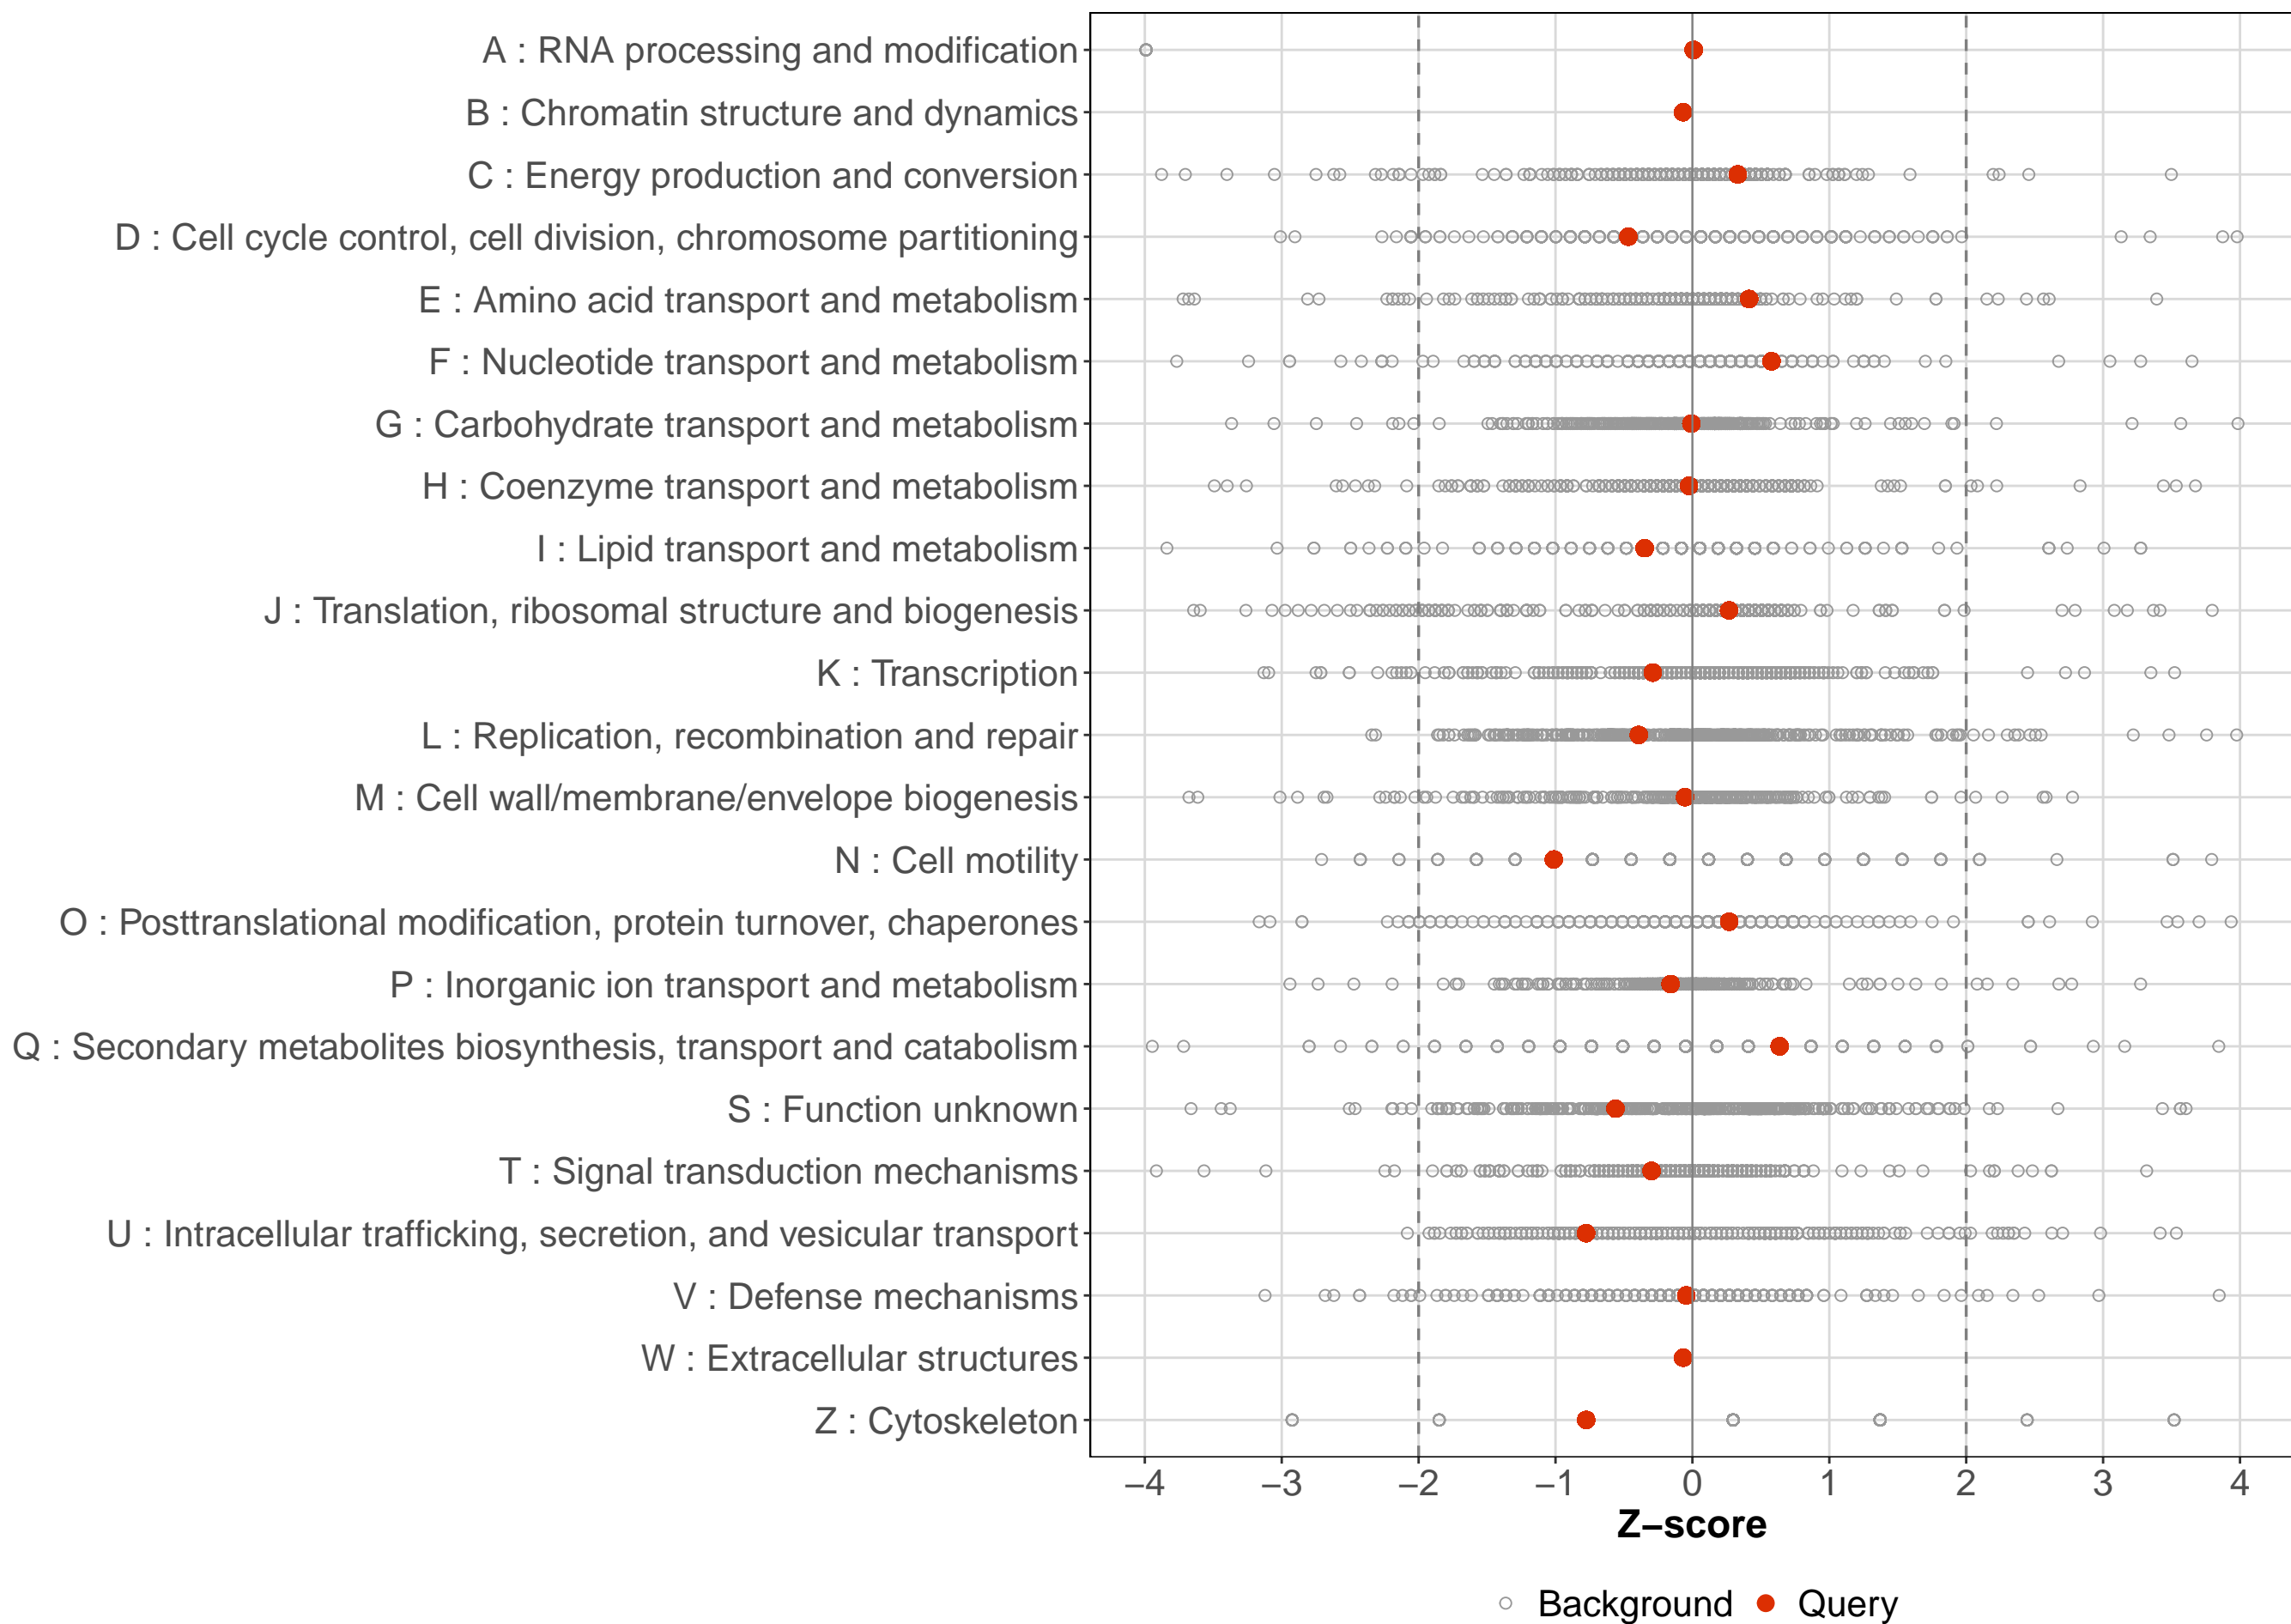 A : RNA processing and modification
B : Chromatin structure and dynamics
C : Energy production and conversion
D : Cell cycle control, cell division, chromosome partitioning
E : Amino acid transport and metabolism
F : Nucleotide transport and metabolism
G : Carbohydrate transport and metabolism
H : Coenzyme transport and metabolism
I : Lipid transport and metabolism
J : Translation, ribosomal structure and biogenesis
K : Transcription
L : Replication, recombination and repair
M : Cell wall/membrane/envelope biogenesis
N : Cell motility
O : Posttranslational modification, protein turnover, chaperones
P : Inorganic ion transport and metabolism
Q : Secondary metabolites biosynthesis, transport and catabolism
S : Function unknown
T : Signal transduction mechanisms
U : Intracellular trafficking, secretion, and vesicular transport
V : Defense mechanisms
W : Extracellular structures
Z : Cytoskeleton
−4 −3 −2 −1 0 1 2 3 4
Z−score
Background Query